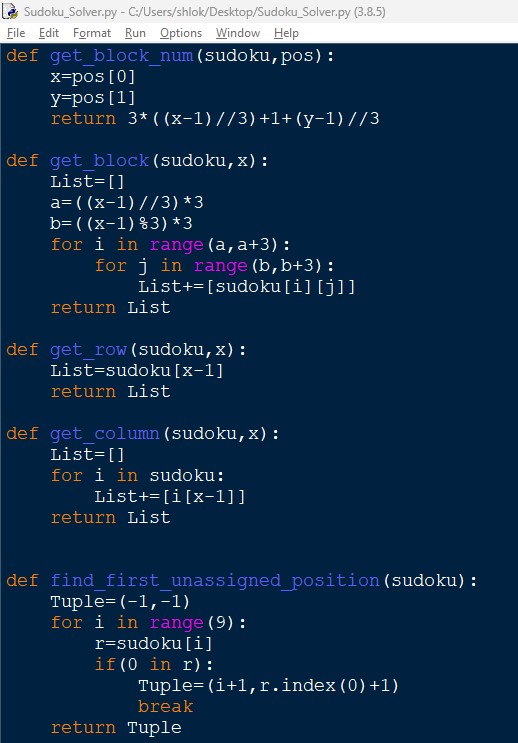 Sudoku_Solver.py - C:/Users/shlok/Desktop/Sudoku_Solver.py (3.8.5)
File Edit Format Run Options Window Help
def get_block_num(sudoku,pos):
    x=pos[0]
    y=pos[1]
    return 3*((x-1)//3)+1+(y-1)//3
def get_block(sudoku,x):
    List=[]
    a=((x-1)//3)*3
    b=((x-1)%3)*3
    for i in range(a,a+3):
        for j in range(b,b+3):
            List+=[sudoku[i][j]]
    return List
def get_row(sudoku,x):
    List=sudoku[x-1]
    return List
def get_column(sudoku,x):
    List=[]
    for i in sudoku:
        List+=[i[x-1]]
    return List
def find_first_unassigned_position(sudoku):
    Tuple=(-1,-1)
    for i in range(9):
        r=sudoku[i]
        if(0 in r):
            Tuple=(i+1,r.index(0)+1)
            break
    return Tuple